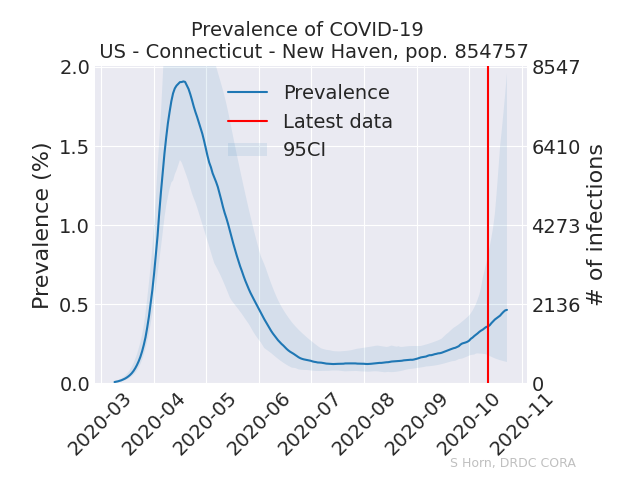 Prevalence of COVID-19
US - Connecticut - New Haven, pop. 854757
Prevalence (%)
2.0
1.5
1.0
0.5
0.0
Prevalence
Latest data
95CI
8547
6410
4273
2136
0
# of infections
2020-03
2020-04
2020-05
2020-06
2020-07
2020-08
2020-09
2020-10
2020-11
S Horn, DRDC CORA